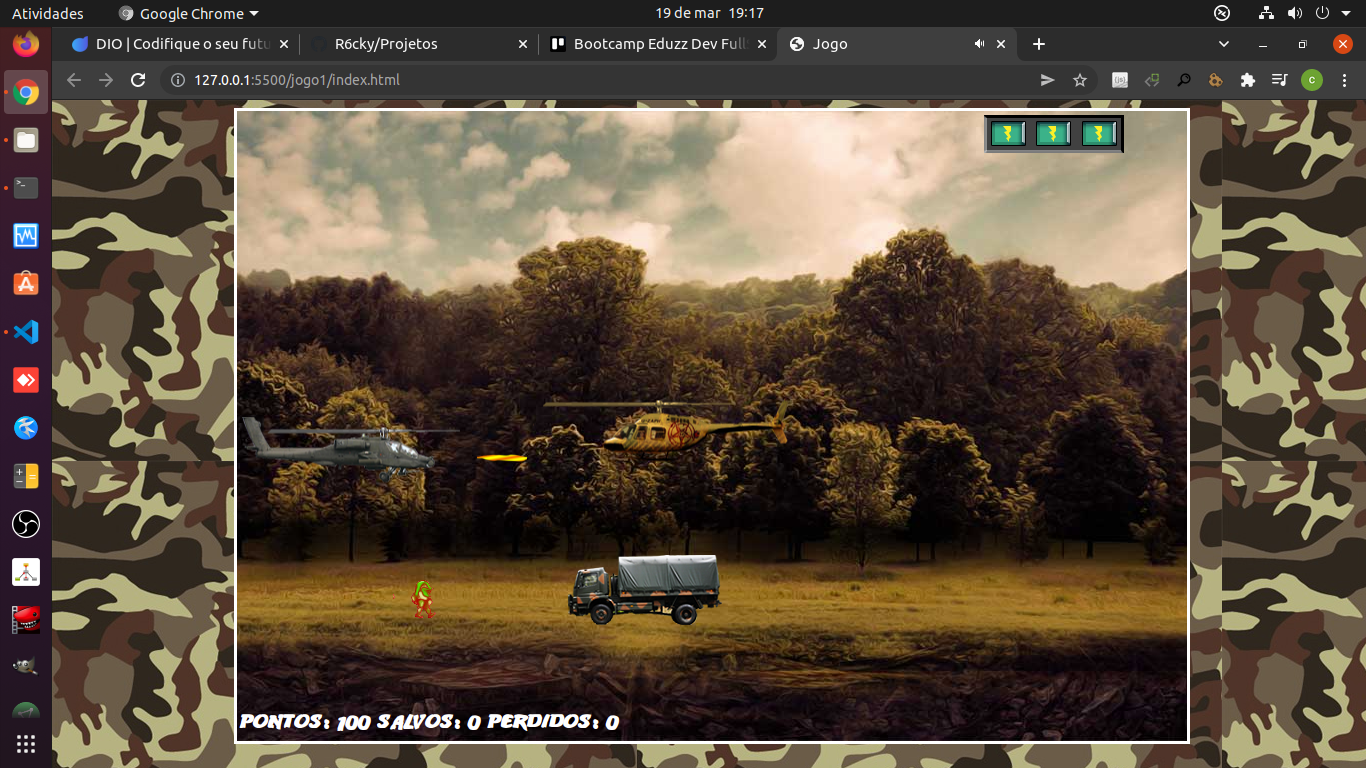 Atividades Google Chrome 19 de mar 19:17
DIO | Codifique o seu futu R6cky/Projetos Bootcamp Eduzz Dev Full Jogo
127.0.0.1:5500/jogo1/index.html c
PONTOS: 100 SALVOS: 0 PERDIDOS: 0